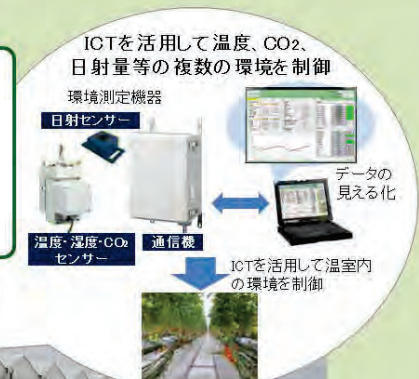 ICTを活用して温度、CO₂、
日射量等の複数の環境を制御
環境測定機器
日射センサー
データの
見える化
温度・湿度・CO₂
センサー
通信機
ICTを活用して温室内
の環境を制御